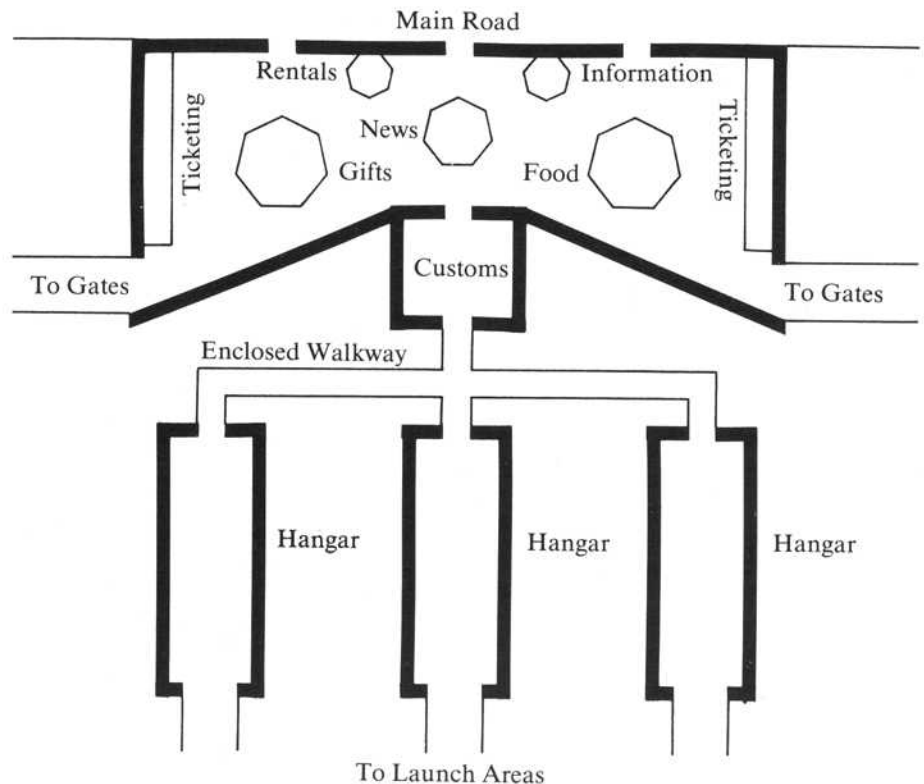 Main Road
Rentals
Information
News
Ticketing
Ticketing
Gifts
Food
Customs
To Gates
To Gates
Enclosed Walkway
Hangar
Hangar
Hangar
To Launch Areas